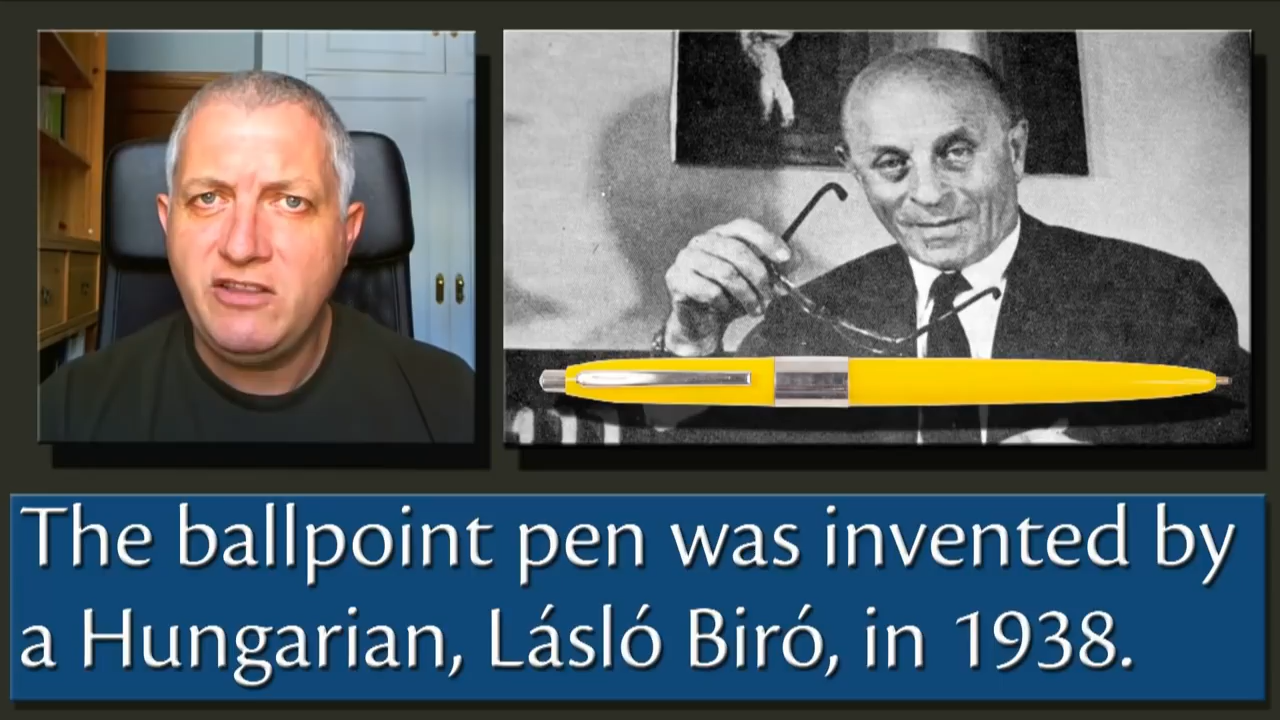 The ballpoint pen was invented by
a Hungarian, Lásló Biró, in 1938.